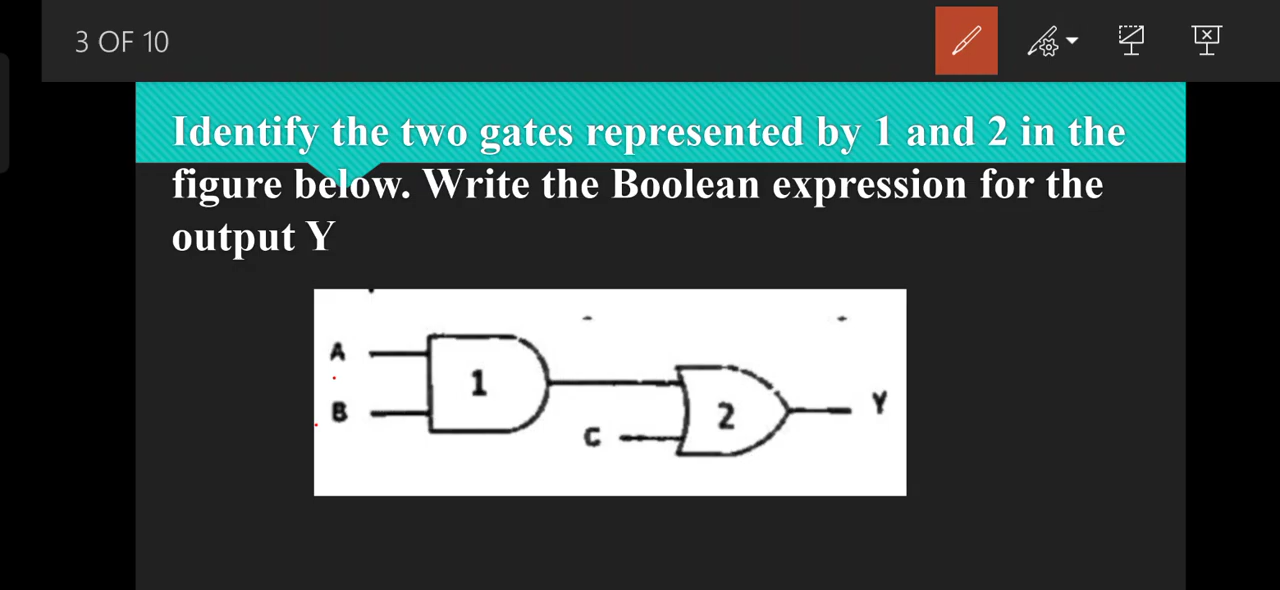 3 OF 10
Identify the two gates represented by 1 and 2 in the
figure below. Write the Boolean expression for the
output Y
A
1
B
C
2
Y